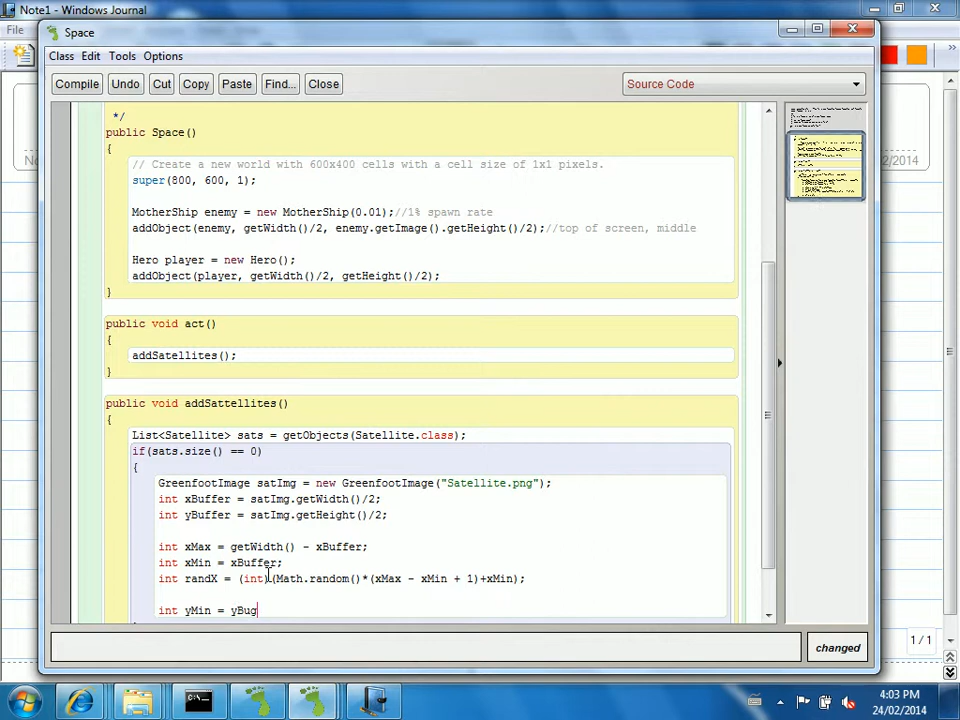 Note1 - Windows Journal
File
Space
Class Edit Tools Options
Compile Undo Cut Copy Paste Find... Close Source Code
*/
public Space()
{
// Create a new world with 600x400 cells with a cell size of 1x1 pixels.
super(800, 600, 1);
MotherShip enemy = new MotherShip(0.01);//1% spawn rate
addObject(enemy, getWidth()/2, enemy.getImage().getHeight()/2);//top of screen, middle
Hero player = new Hero();
addObject(player, getWidth()/2, getHeight()/2);
}
public void act()
{
addSatellites();
}
public void addSattellites()
{
List<Satellite> sats = getObjects(Satellite.class);
if(sats.size() == 0)
{
GreenfootImage satImg = new GreenfootImage("Satellite.png");
int xBuffer = satImg.getWidth()/2;
int yBuffer = satImg.getHeight()/2;
int xMax = getWidth() - xBuffer;
int xMin = xBuffer;
int randX = (int)(Math.random()*(xMax - xMin + 1)+xMin);
int yMin = yBug
changed
1 / 1
4:03 PM
24/02/2014